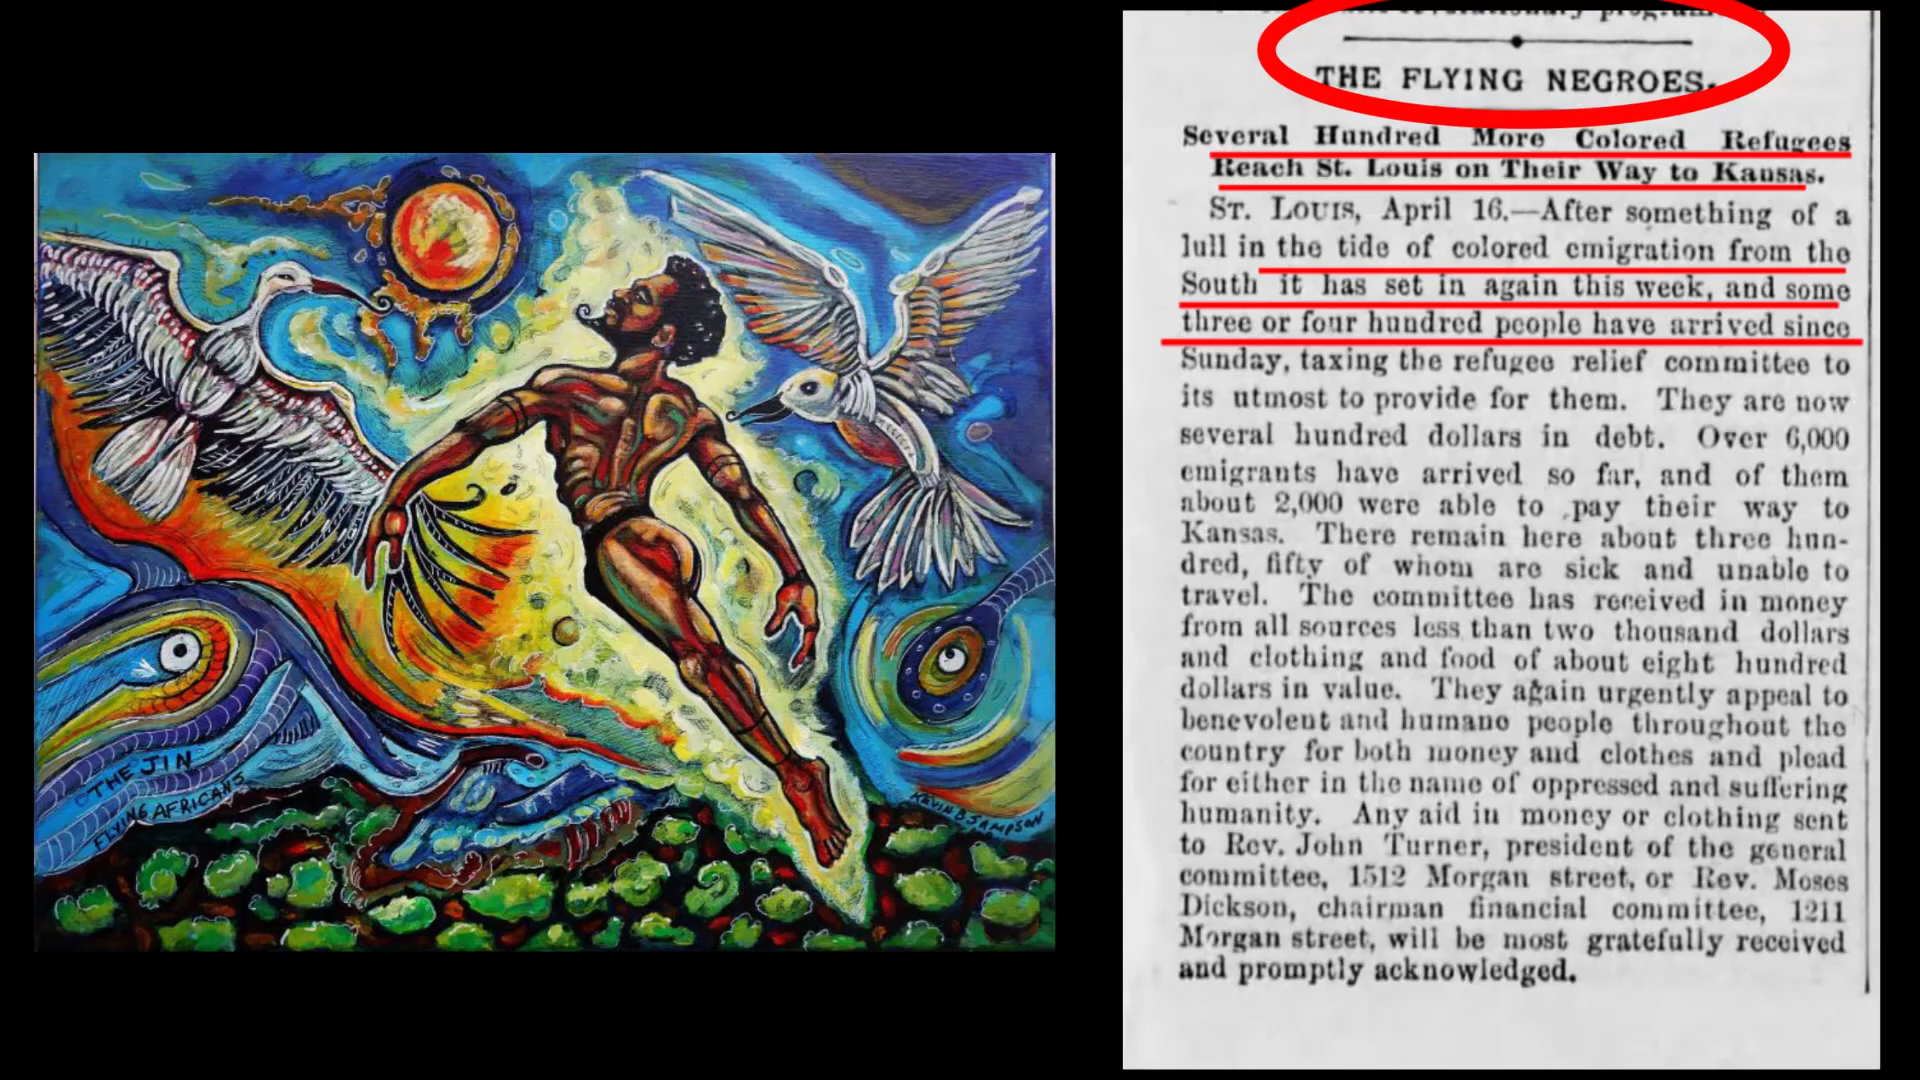 THE JIN
FLYING AFRICANS
KEVIN B. SAMPSON
THE FLYING NEGROES.
Several Hundred More Colored Refugees
Reach St. Louis on Their Way to Kansas.
ST. LOUIS, April 16.—After something of a
lull in the tide of colored emigration from the
South it has set in again this week, and some
three or four hundred people have arrived since
Sunday, taxing the refugee relief committee to
its utmost to provide for them. They are now
several hundred dollars in debt. Over 6,000
emigrants have arrived so far, and of them
about 2,000 were able to pay their way to
Kansas. There remain here about three hun-
dred, fifty of whom are sick and unable to
travel. The committee has received in money
from all sources less than two thousand dollars
and clothing and food of about eight hundred
dollars in value. They again urgently appeal to
benevolent and humane people throughout the
country for both money and clothes and plead
for either in the name of oppressed and suffering
humanity. Any aid in money or clothing sent
to Rev. John Turner, president of the general
committee, 1512 Morgan street, or Rev. Moses
Dickson, chairman financial committee, 1211
Morgan street, will be most gratefully received
and promptly acknowledged.